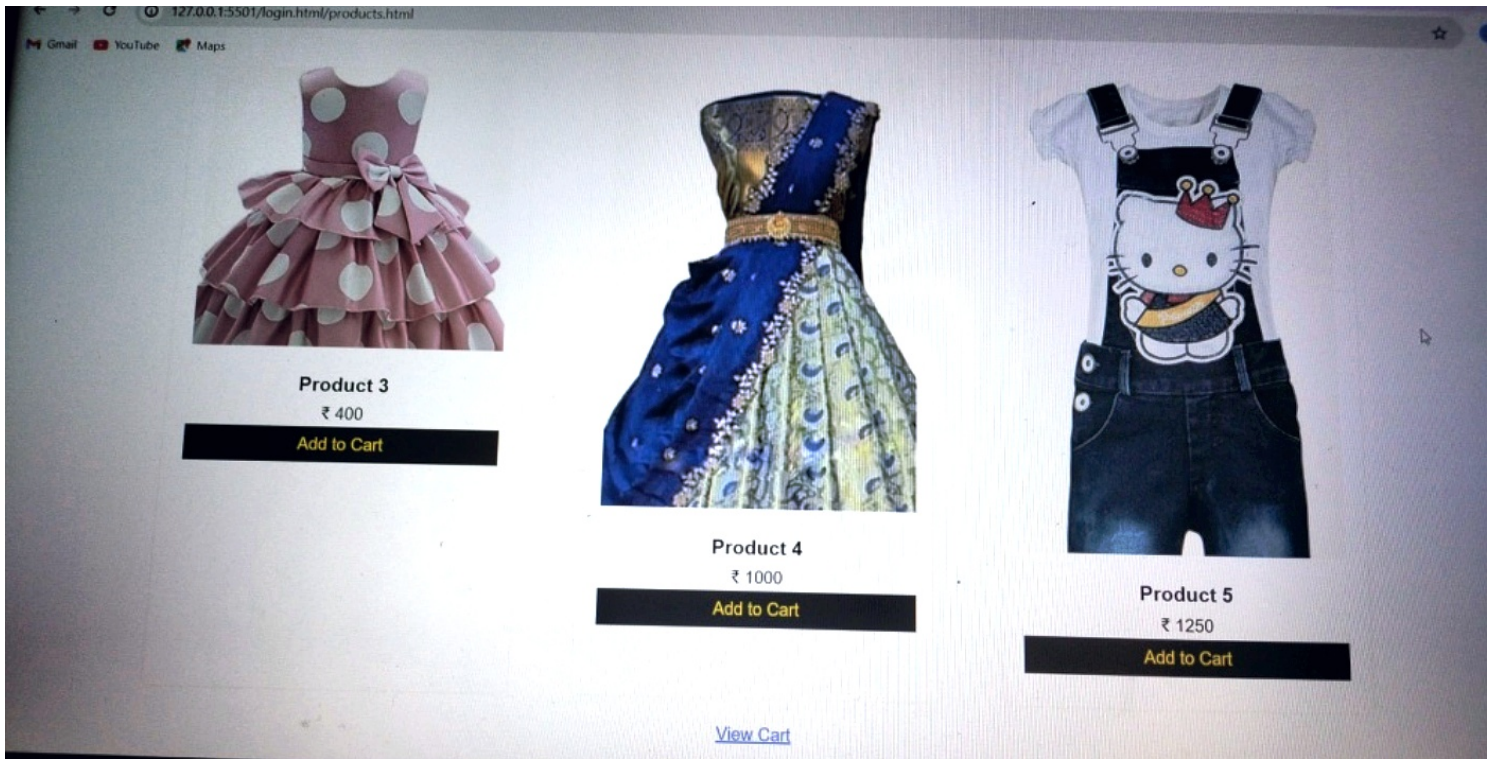 127.0.0.1:5501/login.html/products.html
Gmail YouTube Maps
Product 3
₹ 400
Add to Cart
Product 4
₹ 1000
Add to Cart
Product 5
₹ 1250
Add to Cart
View Cart